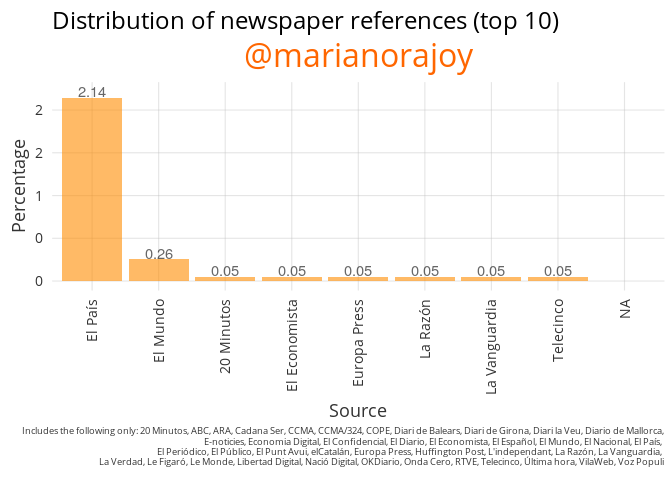 Distribution of newspaper references (top 10)
@marianorajoy
2.14
0.26
0.05
0.05
0.05
0.05
0.05
0.05
2
2
1
0
0
Percentage
El País
El Mundo
20 Minutos
El Economista
Europa Press
La Razón
La Vanguardia
Telecinco
NA
Source
Includes the following only: 20 Minutos, ABC, ARA, Cadana Ser, CCMA, CCMA/324, COPE, Diari de Balears, Diari de Girona, Diari la Veu, Diario de Mallorca,
E-noticies, Economia Digital, El Confidencial, El Diario, El Economista, El Español, El Mundo, El Nacional, El País,
El Periódico, El Público, El Punt Avui, elCatalán, Europa Press, Huffington Post, L'independant, La Razón, La Vanguardia,
La Verdad, Le Figaró, Le Monde, Libertad Digital, Nació Digital, OKDiario, Onda Cero, RTVE, Telecinco, Última hora, VilaWeb, Voz Populi